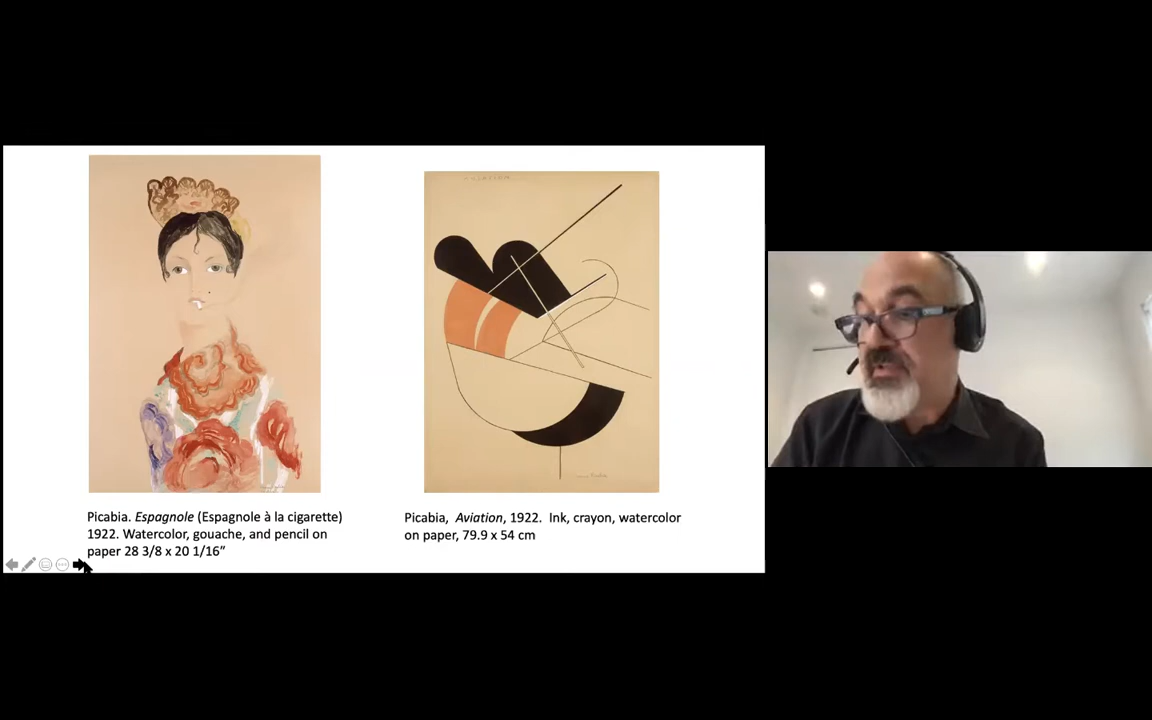 Picabia. Espagnole (Espagnole à la cigarette)
1922. Watercolor, gouache, and pencil on
paper 28 3/8 x 20 1/16”
Picabia, Aviation, 1922. Ink, crayon, watercolor
on paper, 79.9 x 54 cm